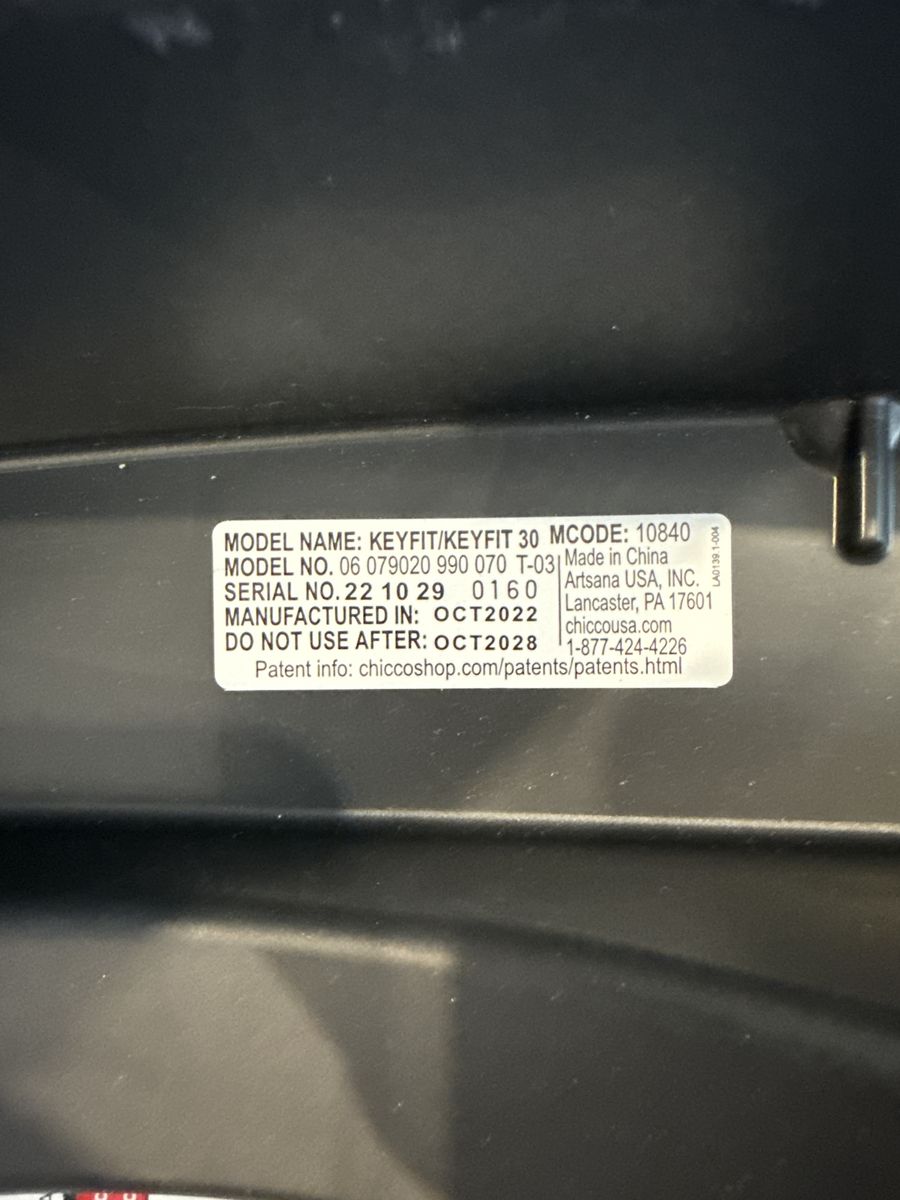 MODEL NAME: KEYFIT/KEYFIT 30 MCODE: 10840
MODEL NO. 06 079020 990 070 T-03
SERIAL NO. 22 10 29 0160
MANUFACTURED IN: OCT2022
DO NOT USE AFTER: OCT2028
Made in China
Artsana USA, INC.
Lancaster, PA 17601
chiccousa.com
1-877-424-4226
Patent info: chiccoshop.com/patents/patents.html
LA0139.1-004